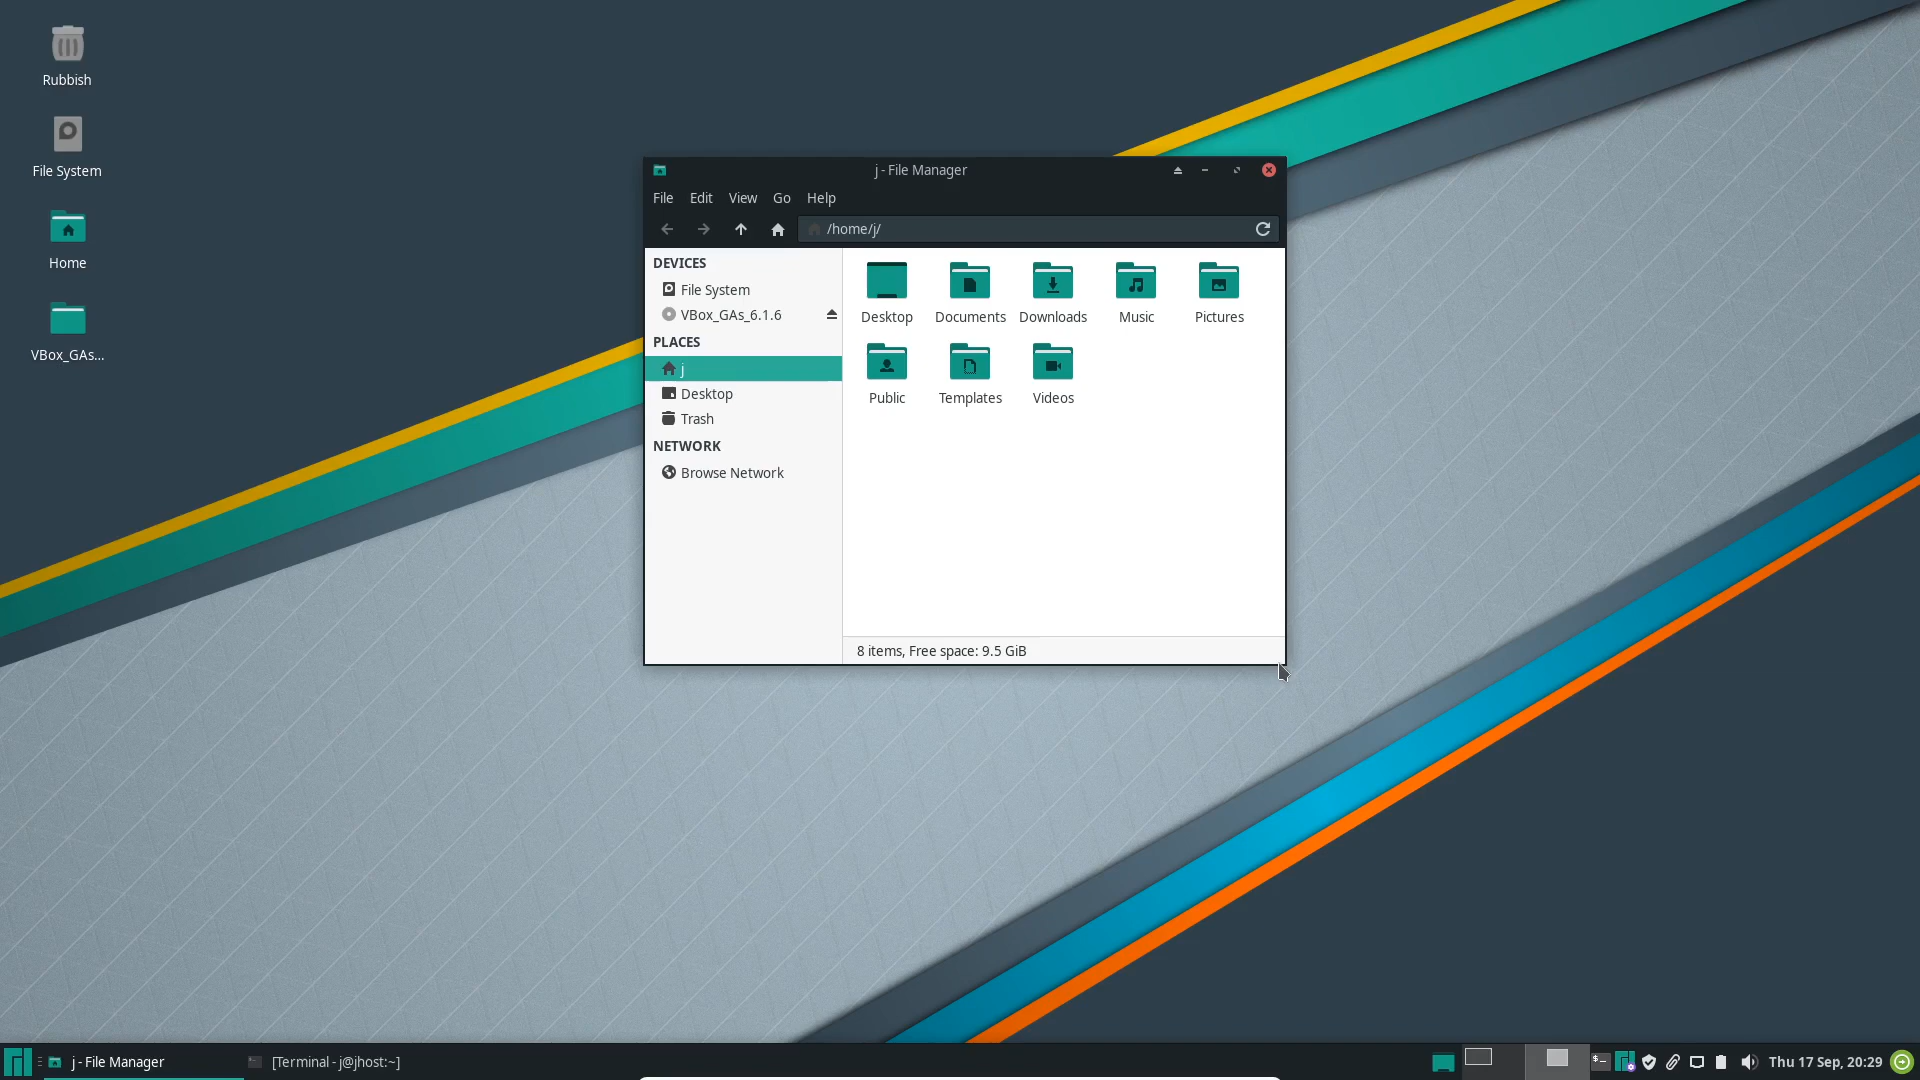 Rubbish
File System
Home
VBox_GAs...
j - File Manager
File Edit View Go Help
/home/j/
DEVICES
File System
VBox_GAs_6.1.6
PLACES
j
Desktop
Trash
NETWORK
Browse Network
Desktop Documents Downloads Music Pictures
Public Templates Videos
8 items, Free space: 9.5 GiB
j - File Manager
[Terminal - j@jhost:~]
Thu 17 Sep, 20:29